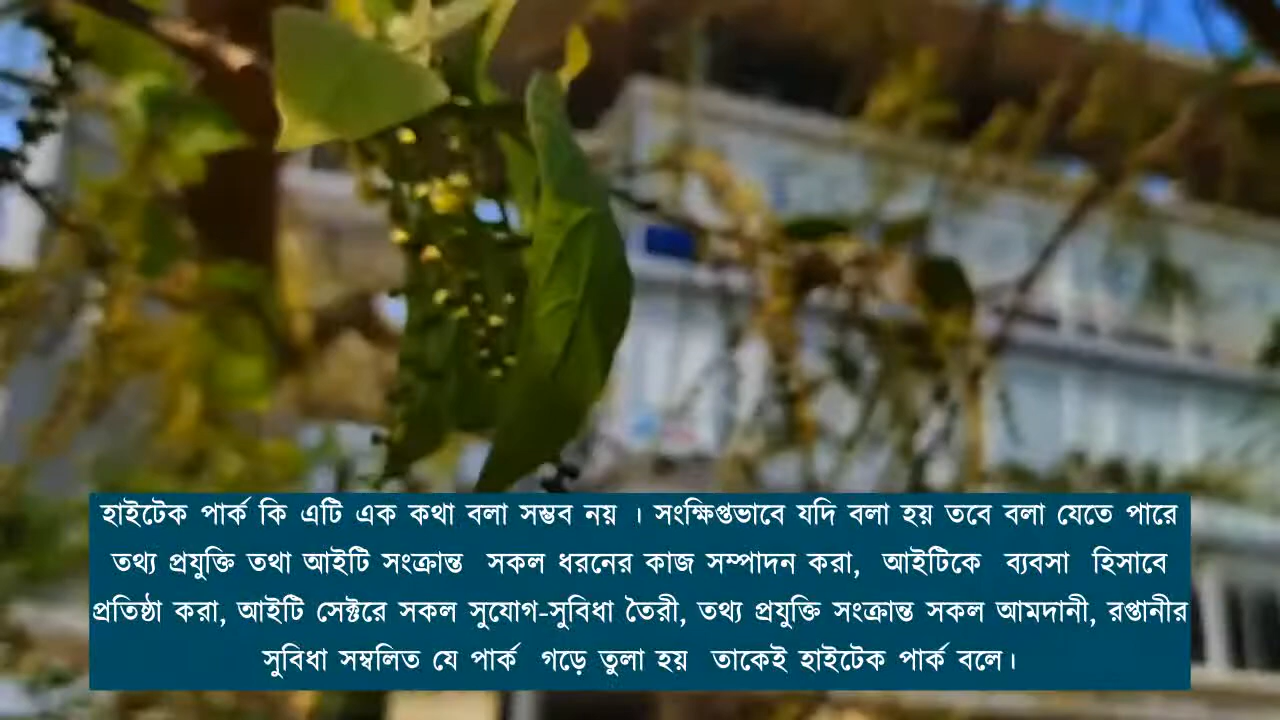 হাইটেক পার্ক কি এটি এক কথা বলা সম্ভব নয় । সংক্ষিপ্তভাবে যদি বলা হয় তবে বলা যেতে পারে
তথ্য প্রযুক্তি তথা আইটি সংক্রান্ত সকল ধরনের কাজ সম্পাদন করা, আইটিকে ব্যবসা হিসাবে
প্রতিষ্ঠা করা, আইটি সেক্টরে সকল সুযোগ-সুবিধা তৈরী, তথ্য প্রযুক্তি সংক্রান্ত সকল আমদানী, রপ্তানীর
সুবিধা সম্বলিত যে পার্ক গড়ে তুলা হয় তাকেই হাইটেক পার্ক বলে।